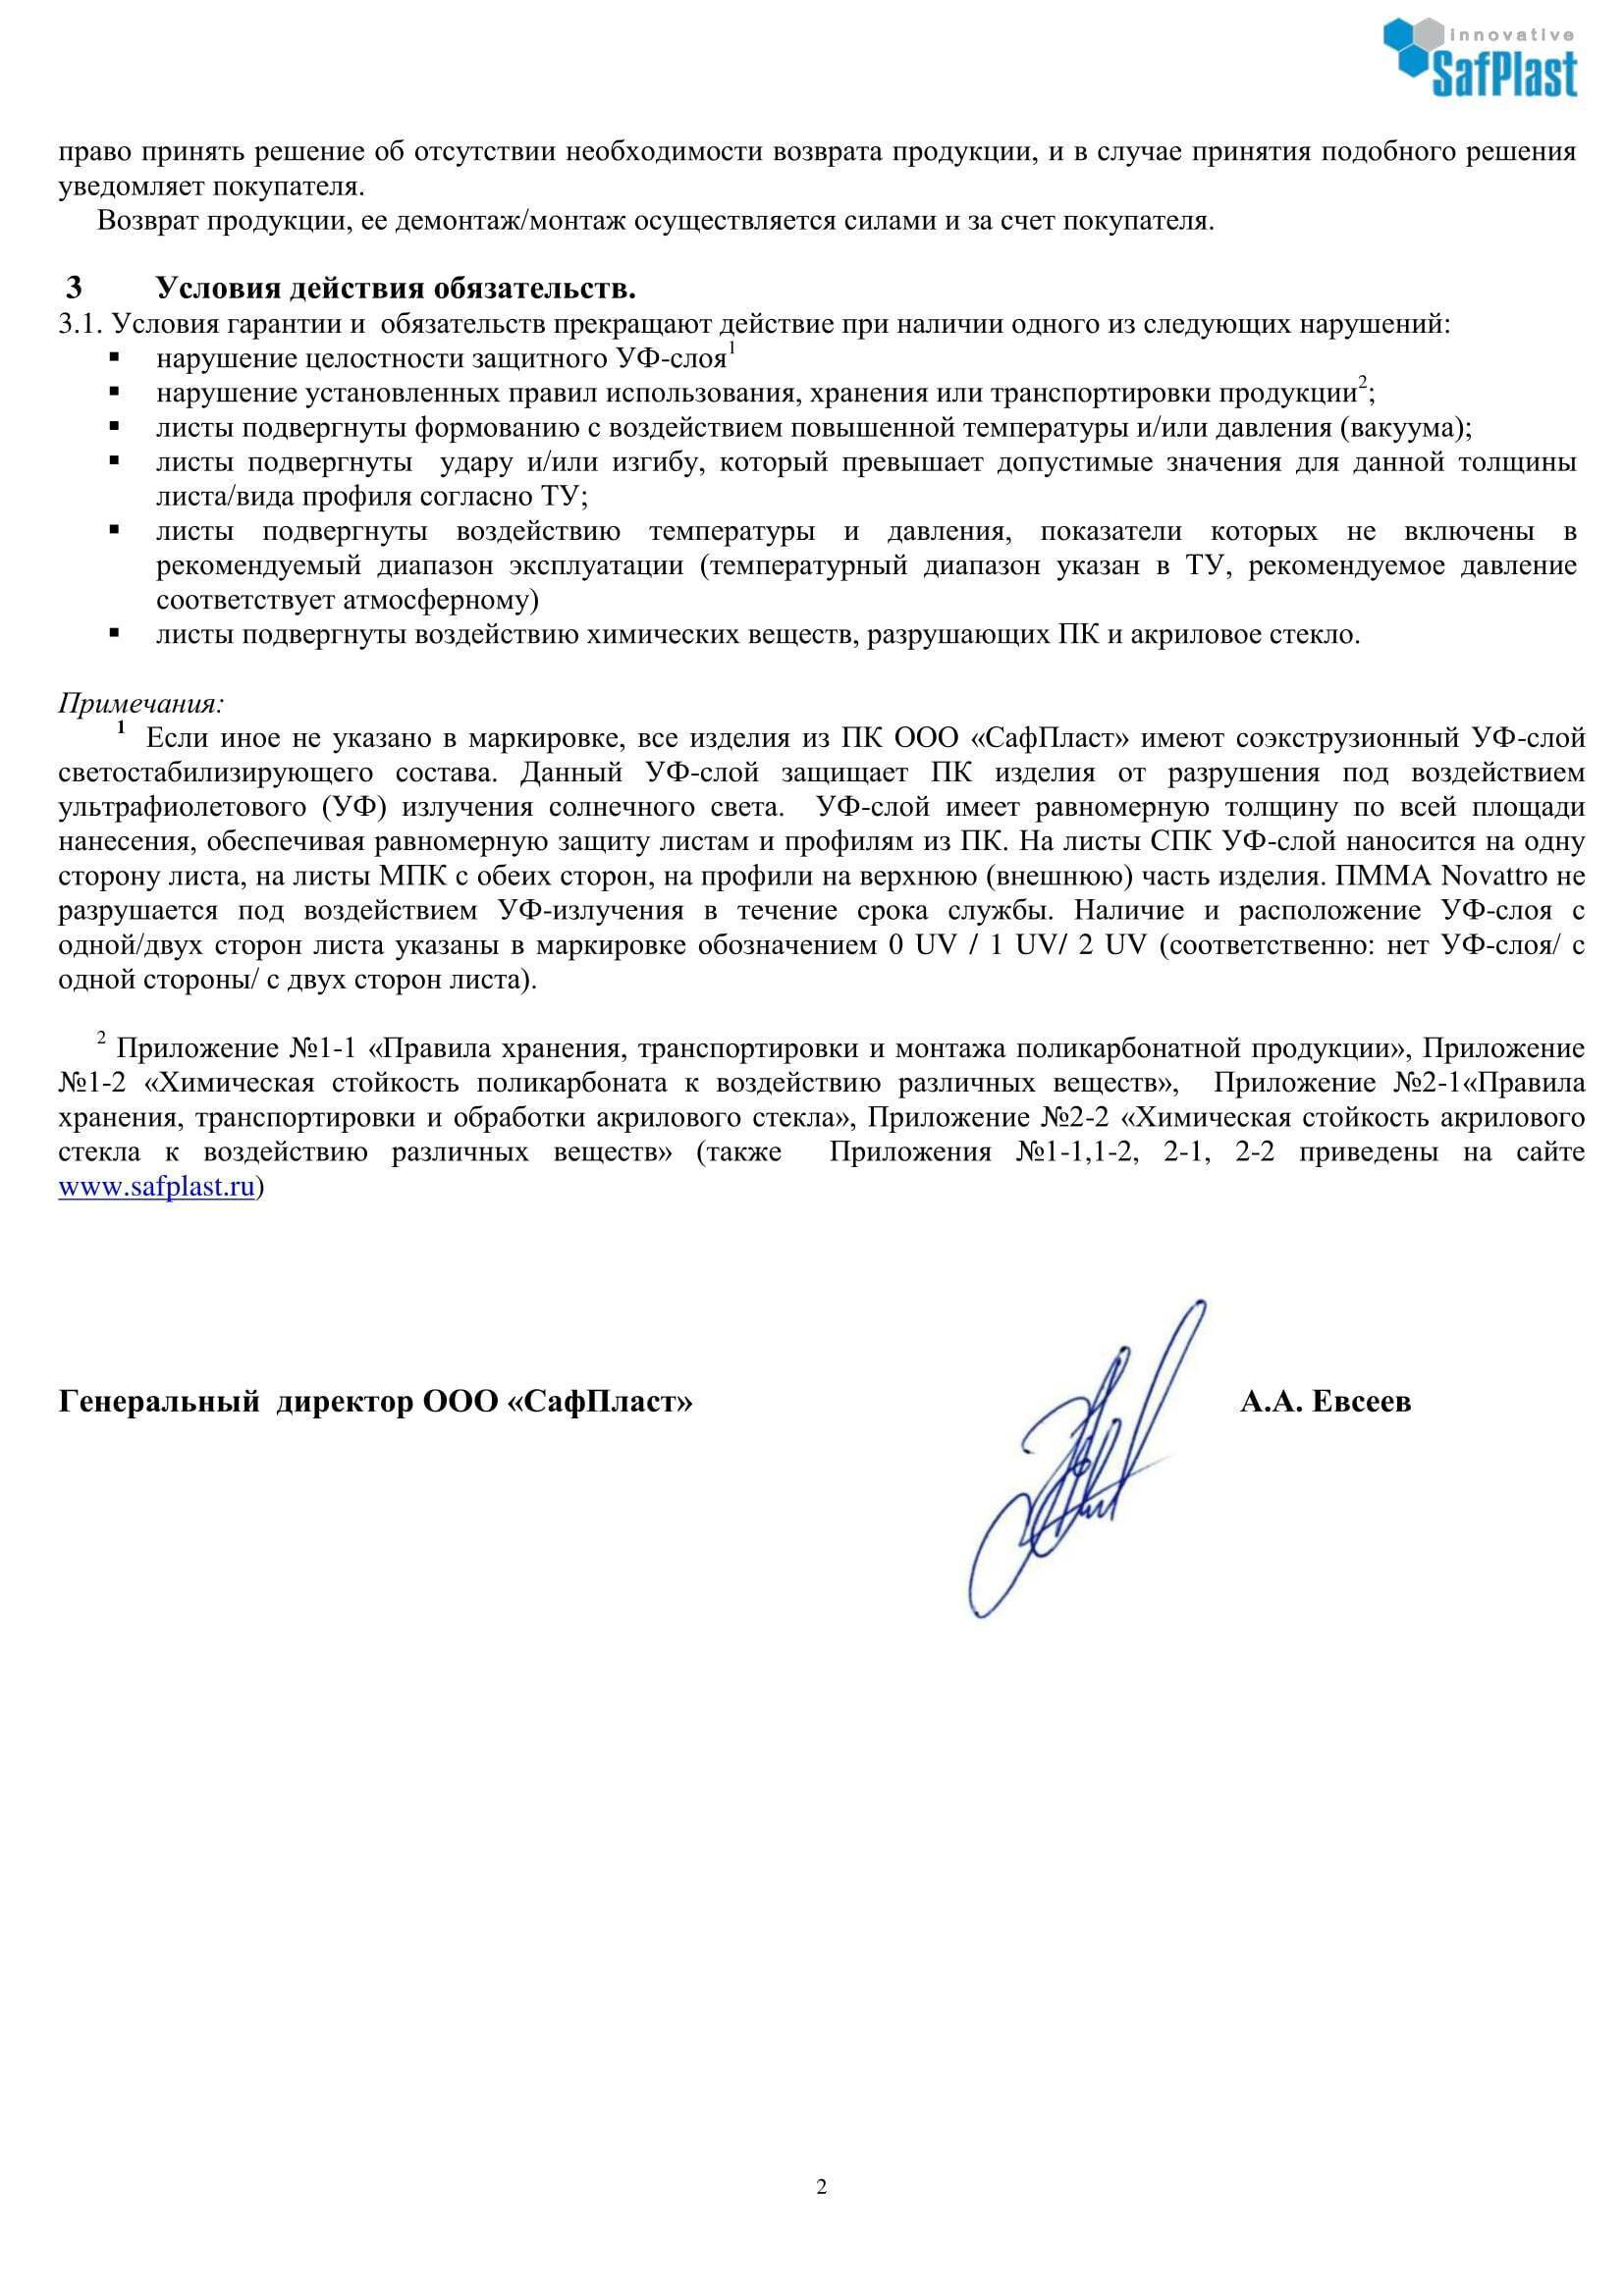 innovative
SafPlast
право принять решение об отсутствии необходимости возврата продукции, и в случае принятия подобного решения
уведомляет покупателя.
Возврат продукции, ее демонтаж/монтаж осуществляется силами и за счет покупателя.
3 Условия действия обязательств.
3.1. Условия гарантии и обязательств прекращают действие при наличии одного из следующих нарушений:
▪ нарушение целостности защитного УФ-слоя¹
▪ нарушение установленных правил использования, хранения или транспортировки продукции²;
▪ листы подвергнуты формованию с воздействием повышенной температуры и/или давления (вакуума);
▪ листы подвергнуты удару и/или изгибу, который превышает допустимые значения для данной толщины
листа/вида профиля согласно ТУ;
▪ листы подвергнуты воздействию температуры и давления, показатели которых не включены в
рекомендуемый диапазон эксплуатации (температурный диапазон указан в ТУ, рекомендуемое давление
соответствует атмосферному)
▪ листы подвергнуты воздействию химических веществ, разрушающих ПК и акриловое стекло.
Примечания:
¹ Если иное не указано в маркировке, все изделия из ПК ООО «СафПласт» имеют соэкструзионный УФ-слой
светостабилизирующего состава. Данный УФ-слой защищает ПК изделия от разрушения под воздействием
ультрафиолетового (УФ) излучения солнечного света. УФ-слой имеет равномерную толщину по всей площади
нанесения, обеспечивая равномерную защиту листам и профилям из ПК. На листы СПК УФ-слой наносится на одну
сторону листа, на листы МПК с обеих сторон, на профили на верхнюю (внешнюю) часть изделия. ПММА Novattro не
разрушается под воздействием УФ-излучения в течение срока службы. Наличие и расположение УФ-слоя с
одной/двух сторон листа указаны в маркировке обозначением 0 UV / 1 UV/ 2 UV (соответственно: нет УФ-слоя/ с
одной стороны/ с двух сторон листа).
² Приложение №1-1 «Правила хранения, транспортировки и монтажа поликарбонатной продукции», Приложение
№1-2 «Химическая стойкость поликарбоната к воздействию различных веществ», Приложение №2-1«Правила
хранения, транспортировки и обработки акрилового стекла», Приложение №2-2 «Химическая стойкость акрилового
стекла к воздействию различных веществ» (также Приложения №1-1,1-2, 2-1, 2-2 приведены на сайте
www.safplast.ru)
Генеральный директор ООО «СафПласт» А.А. Евсеев
2